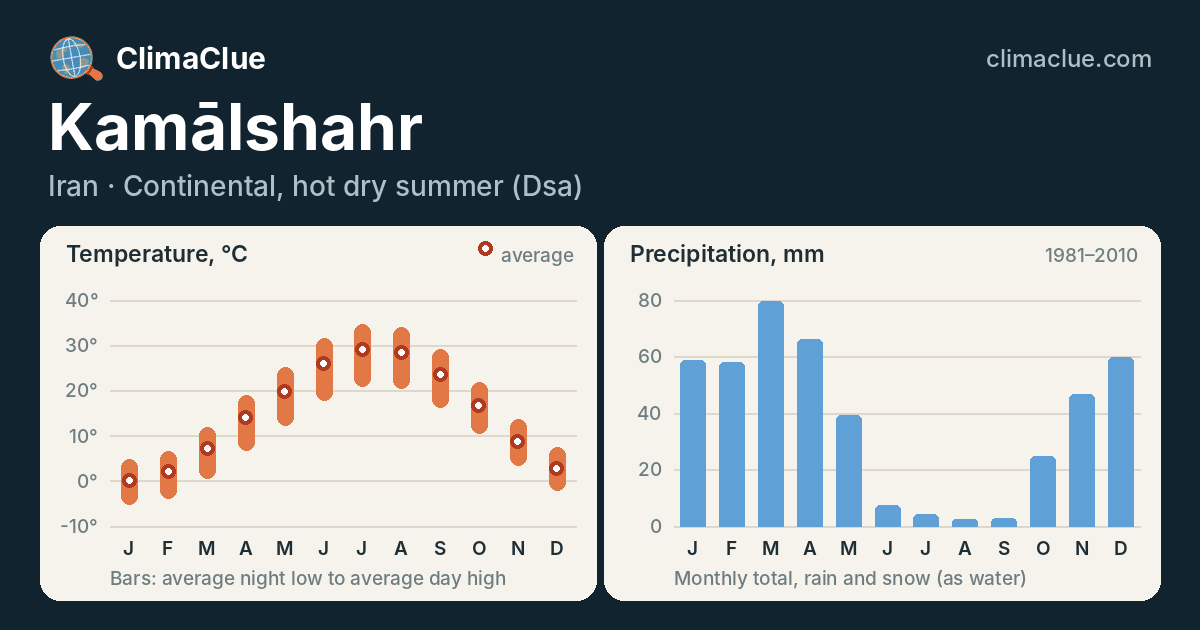 ClimaClue
climaclue.com
Kamālshahr
Iran · Continental, hot dry summer (Dsa)
Temperature, °C
average
40°
30°
20°
10°
0°
-10°
J F M A M J J A S O N D
Bars: average night low to average day high
Precipitation, mm
1981–2010
80
60
40
20
0
J F M A M J J A S O N D
Monthly total, rain and snow (as water)